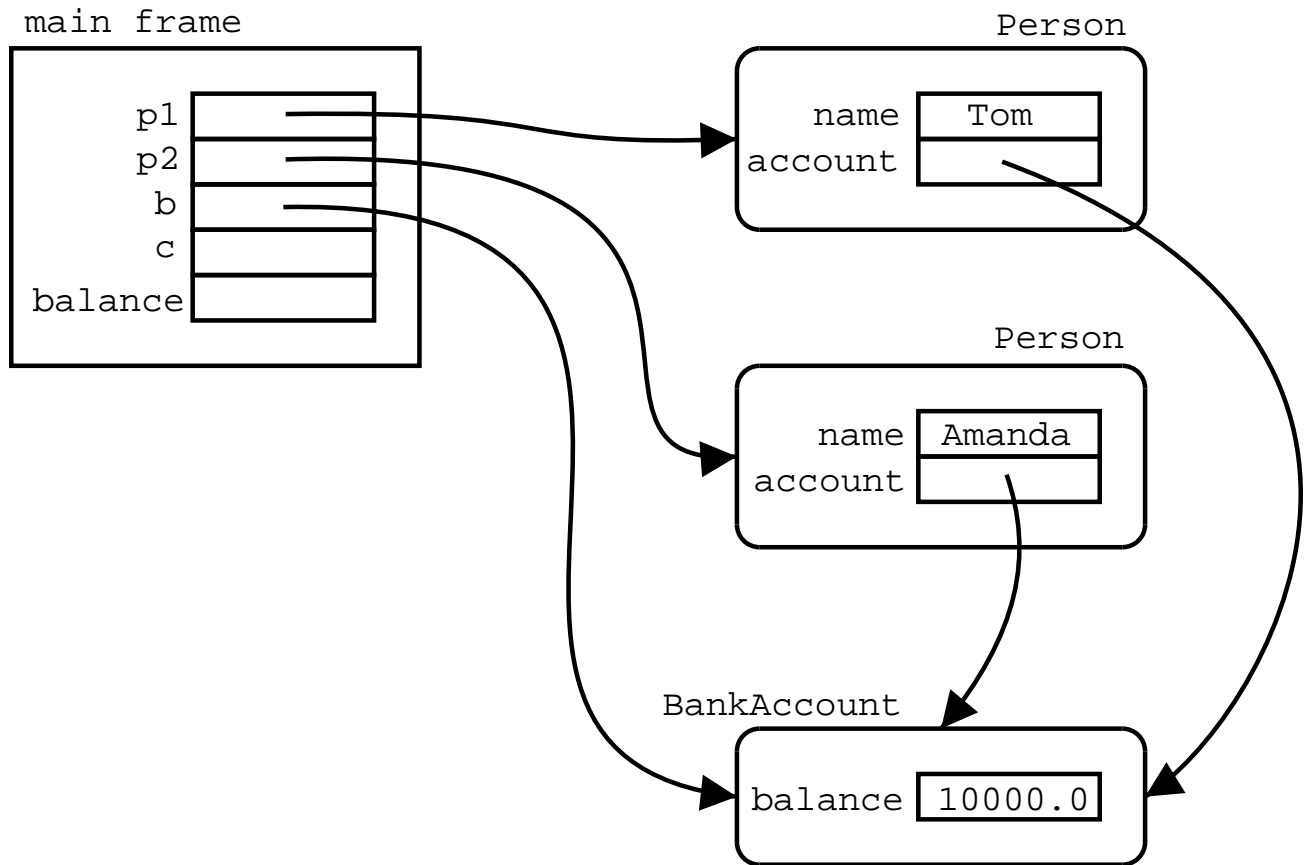 main frame
p1
p2
b
c
balance
Person
name Tom
account
Person
name Amanda
account
BankAccount
balance 10000.0